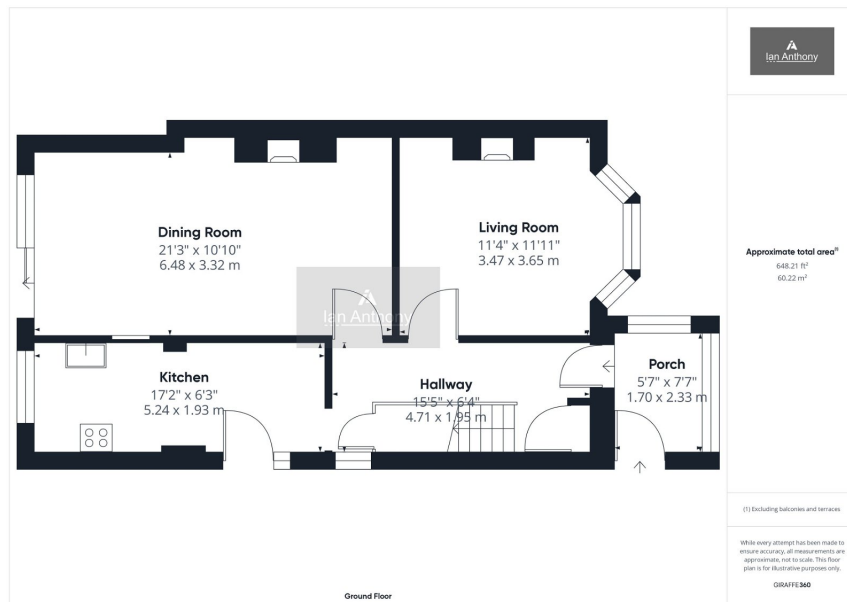 Ian Anthony
Dining Room
21'3" x 10'10"
6.48 x 3.32 m
Living Room
11'4" x 11'11"
3.47 x 3.65 m
Ian Anthony
Kitchen
17'2" x 6'3"
5.24 x 1.93 m
Hallway
15'5" x 6'4"
4.71 x 1.95 m
Porch
5'7" x 7'7"
1.70 x 2.33 m
Approximate total area⁽¹⁾
648.21 ft²
60.22 m²
(1) Excluding balconies and terraces
While every attempt has been made to
ensure accuracy, all measurements are
approximate, not to scale. This floor
plan is for illustrative purposes only.
GIRAFFE360
Ground Floor